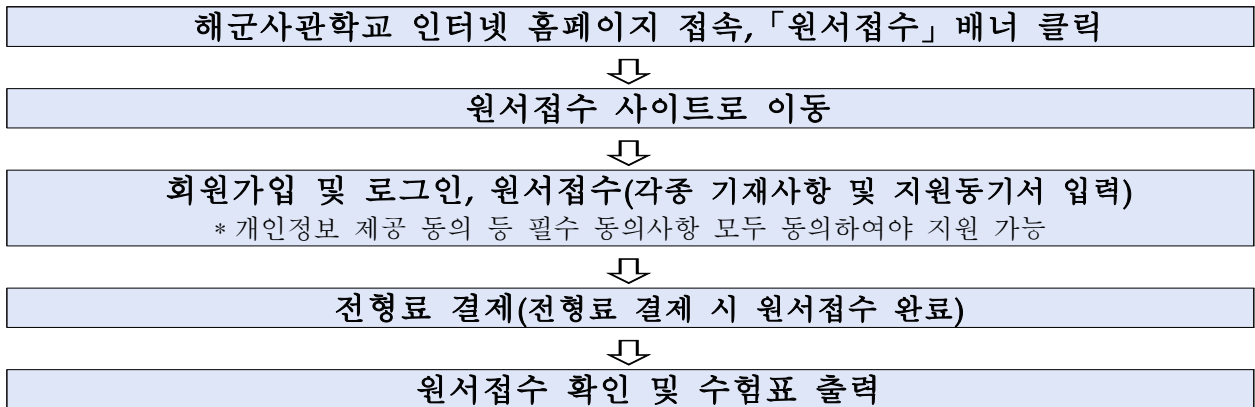 해군사관학교 인터넷 홈페이지 접속,「원서접수」배너 클릭
원서접수 사이트로 이동
회원가입 및 로그인, 원서접수(각종 기재사항 및 지원동기서 입력)
* 개인정보 제공 동의 등 필수 동의사항 모두 동의하여야 지원 가능
전형료 결제(전형료 결제 시 원서접수 완료)
원서접수 확인 및 수험표 출력